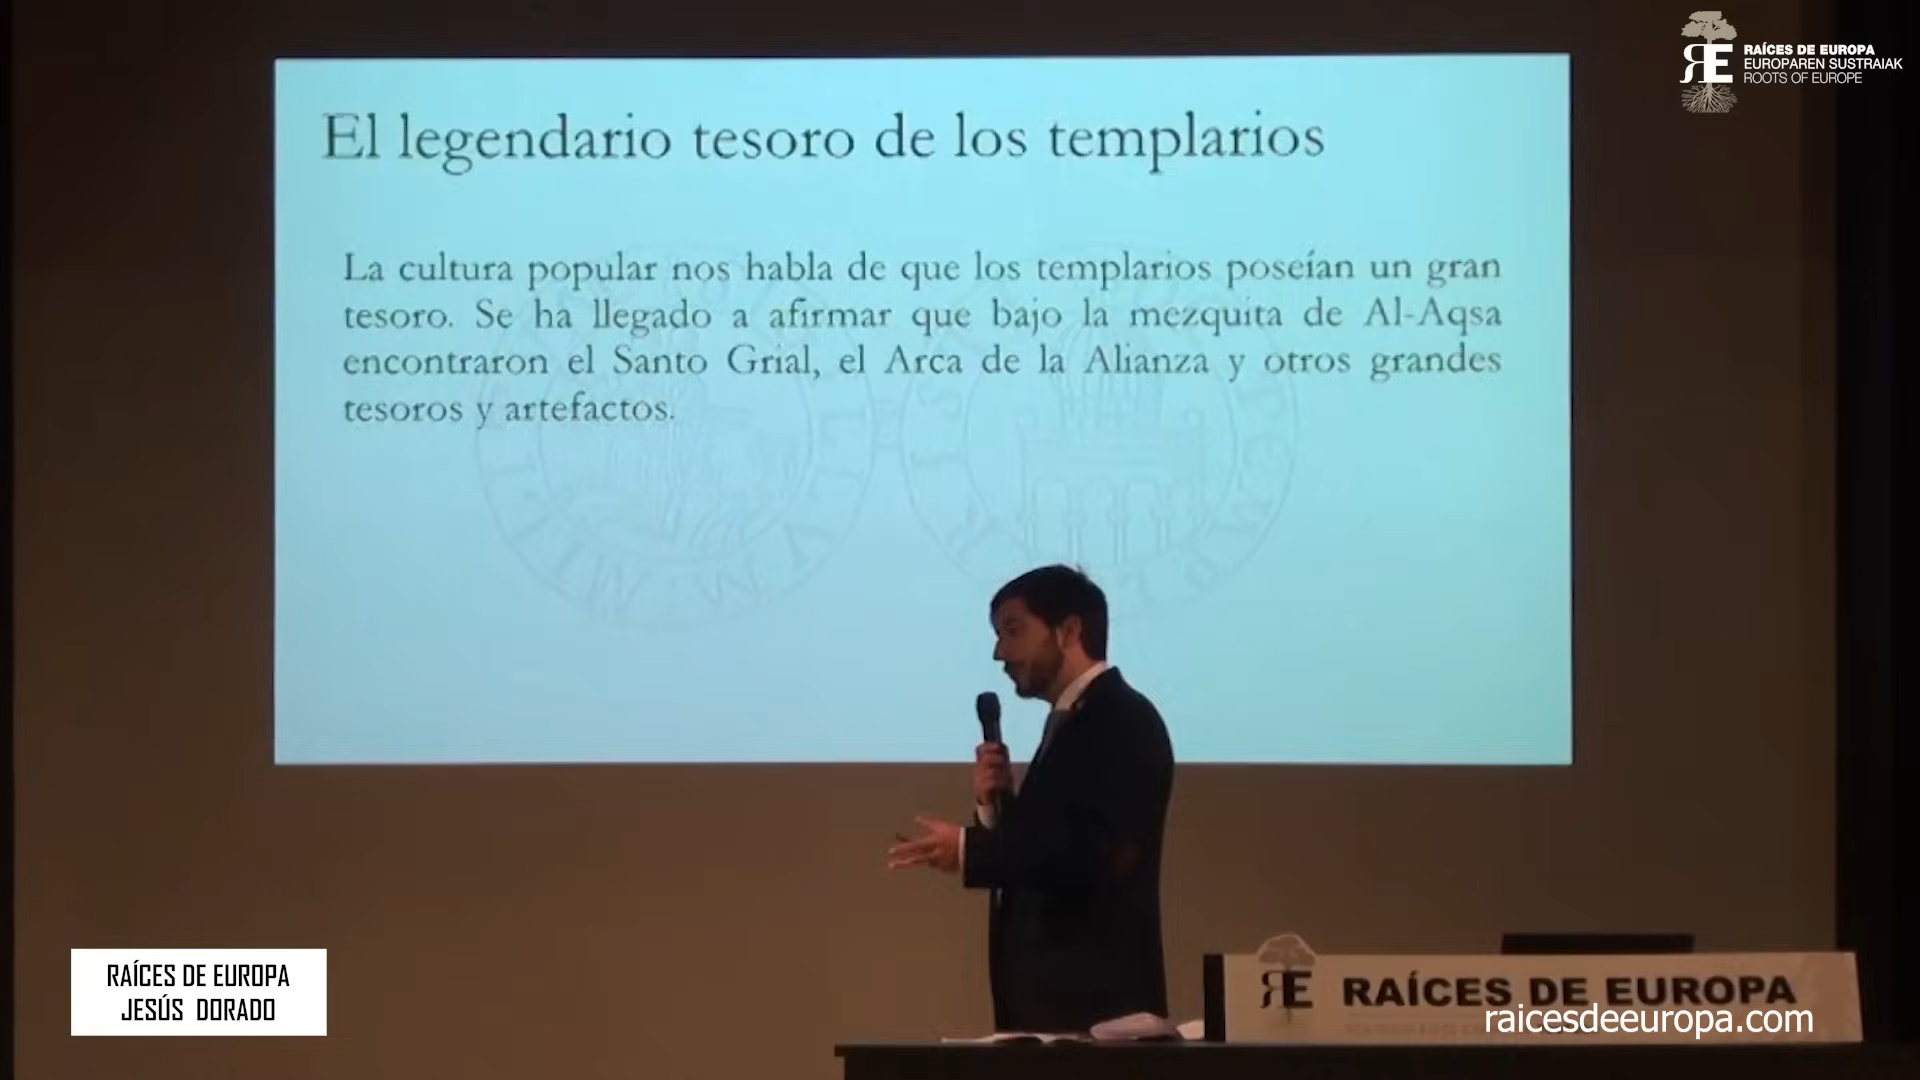 RAÍCES DE EUROPA
EUROPAREN SUSTRAIAK
ROOTS OF EUROPE
El legendario tesoro de los templarios
La cultura popular nos habla de que los templarios poseían un gran
tesoro. Se ha llegado a afirmar que bajo la mezquita de Al-Aqsa
encontraron el Santo Grial, el Arca de la Alianza y otros grandes
tesoros y artefactos.
RAÍCES DE EUROPA
JESÚS DORADO
RE RAÍCES DE EUROPA
raicesdeeuropa.com